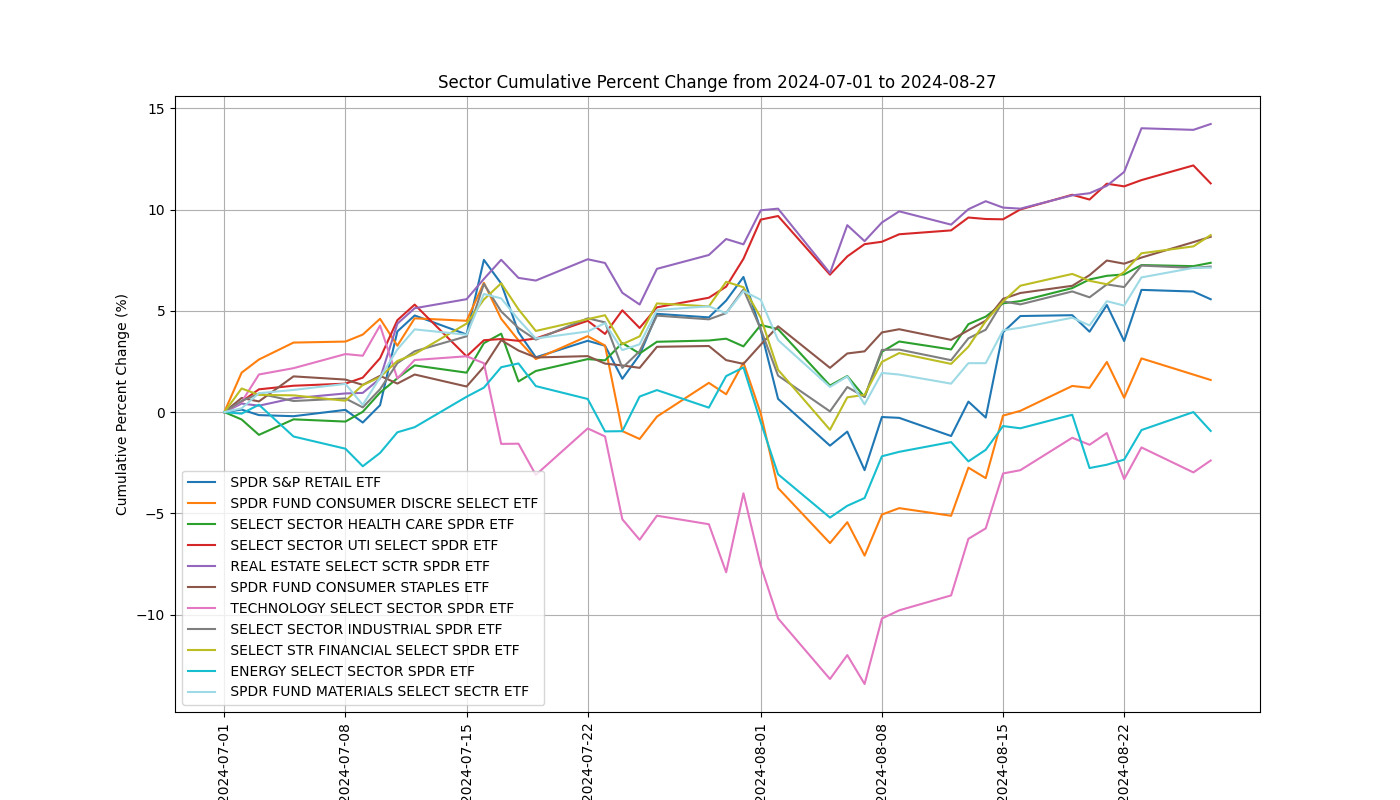 Sector Cumulative Percent Change from 2024-07-01 to 2024-08-27
Cumulative Percent Change (%)
15
10
5
0
−5
−10
SPDR S&P RETAIL ETF
SPDR FUND CONSUMER DISCRE SELECT ETF
SELECT SECTOR HEALTH CARE SPDR ETF
SELECT SECTOR UTI SELECT SPDR ETF
REAL ESTATE SELECT SCTR SPDR ETF
SPDR FUND CONSUMER STAPLES ETF
TECHNOLOGY SELECT SECTOR SPDR ETF
SELECT SECTOR INDUSTRIAL SPDR ETF
SELECT STR FINANCIAL SELECT SPDR ETF
ENERGY SELECT SECTOR SPDR ETF
SPDR FUND MATERIALS SELECT SECTR ETF
2024-07-01
2024-07-08
2024-07-15
2024-07-22
2024-08-01
2024-08-08
2024-08-15
2024-08-22